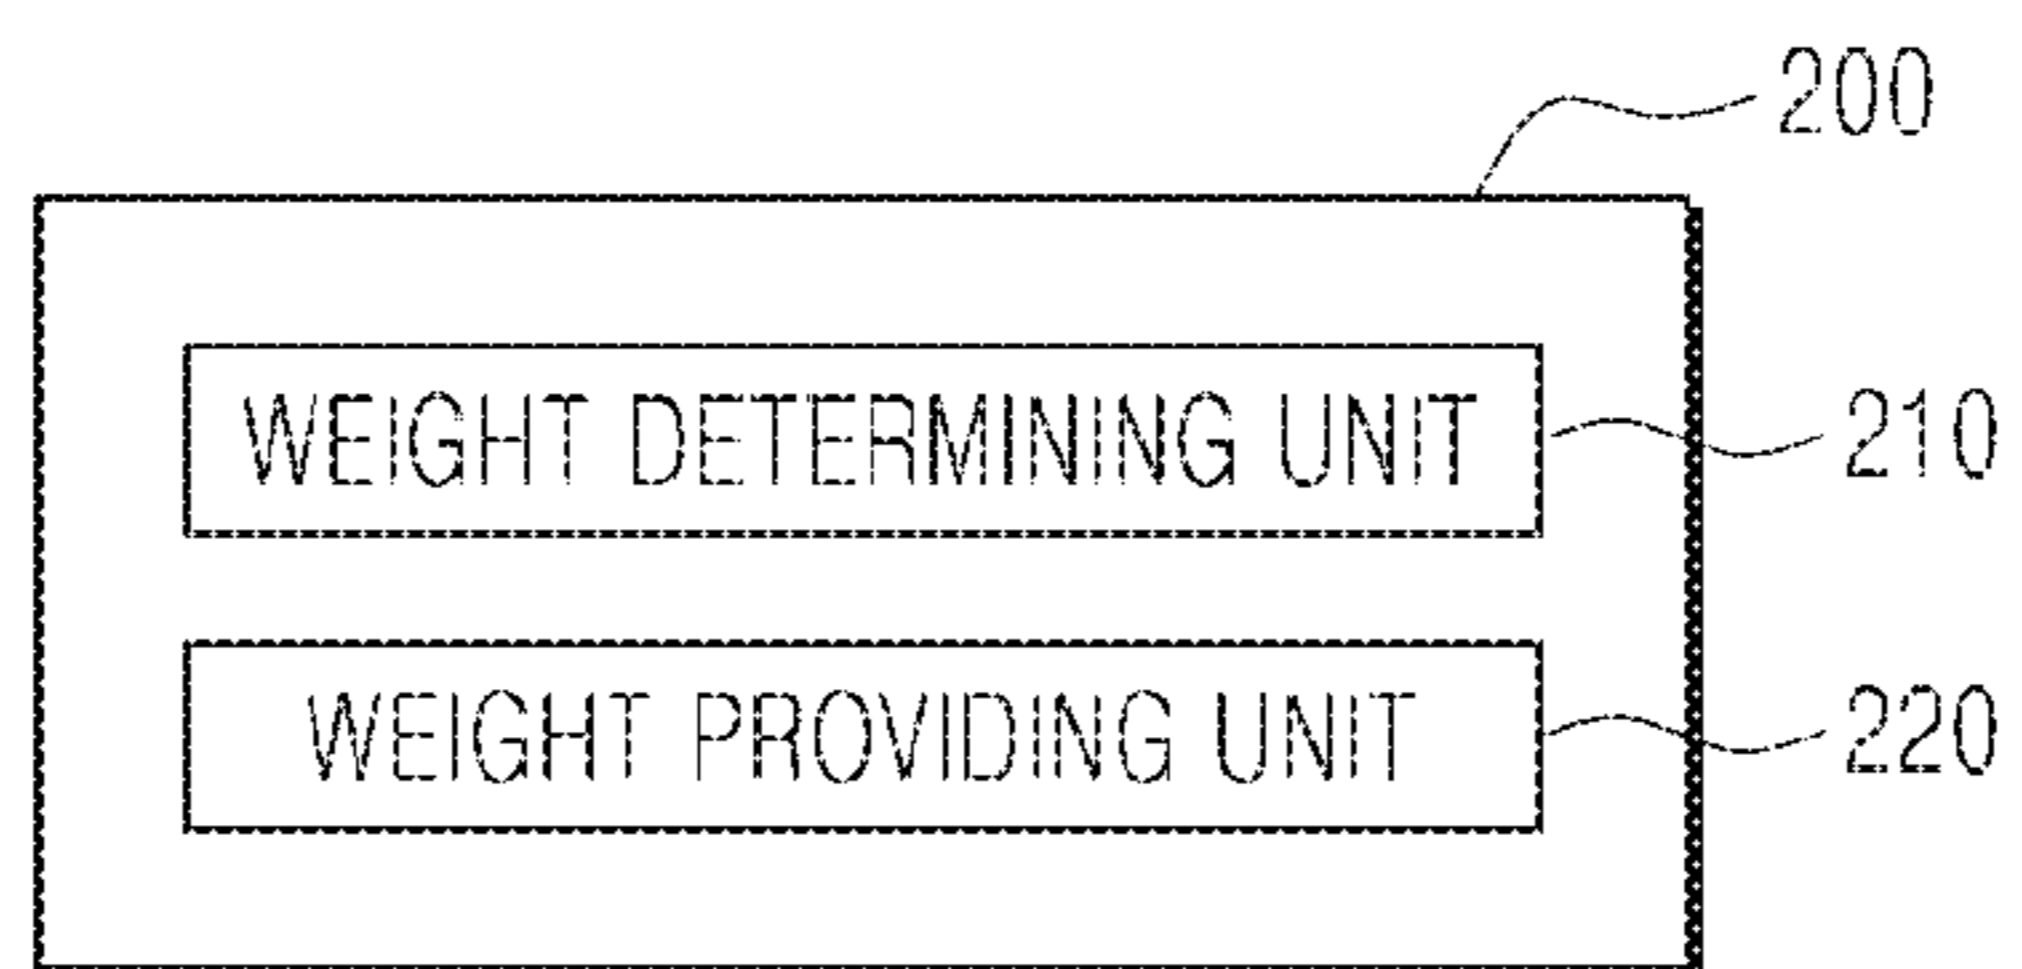 200
WEIGHT DETERMINING UNIT 210
WEIGHT PROVIDING UNIT 220